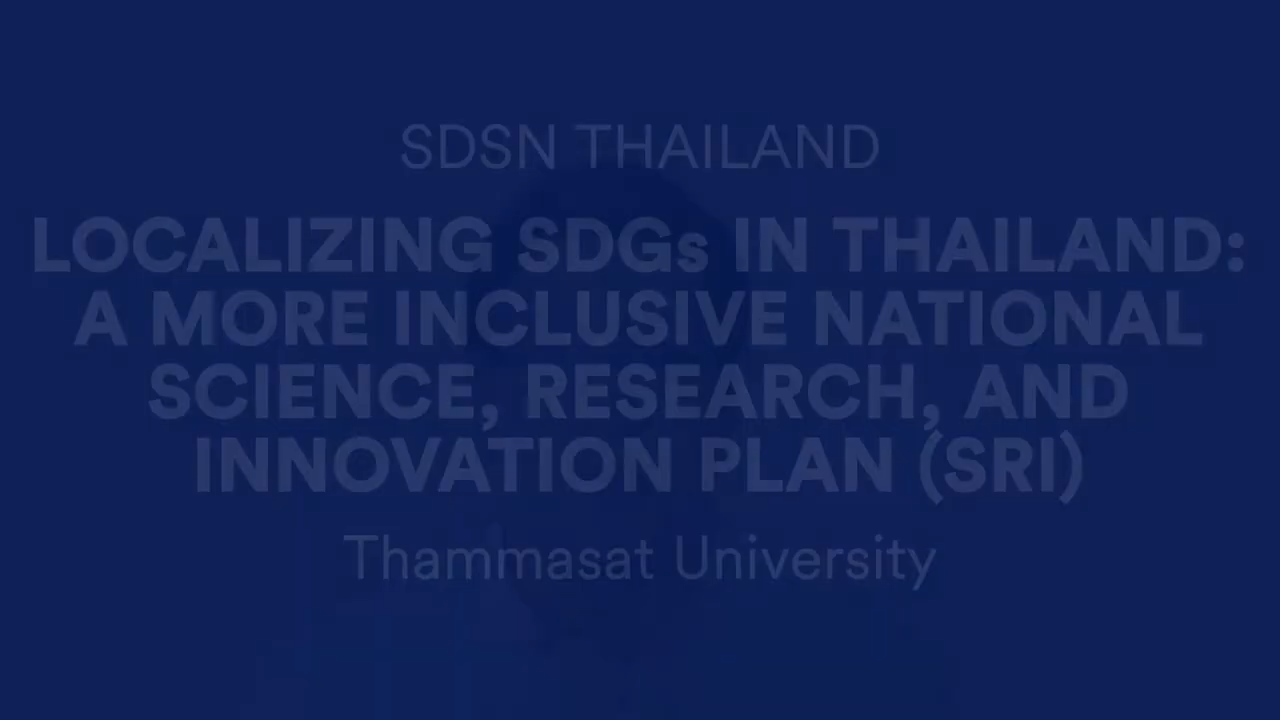 SDSN THAILAND
LOCALIZING SDGs IN THAILAND:
A MORE INCLUSIVE NATIONAL
SCIENCE, RESEARCH, AND
INNOVATION PLAN (SRI)
Thammasat University